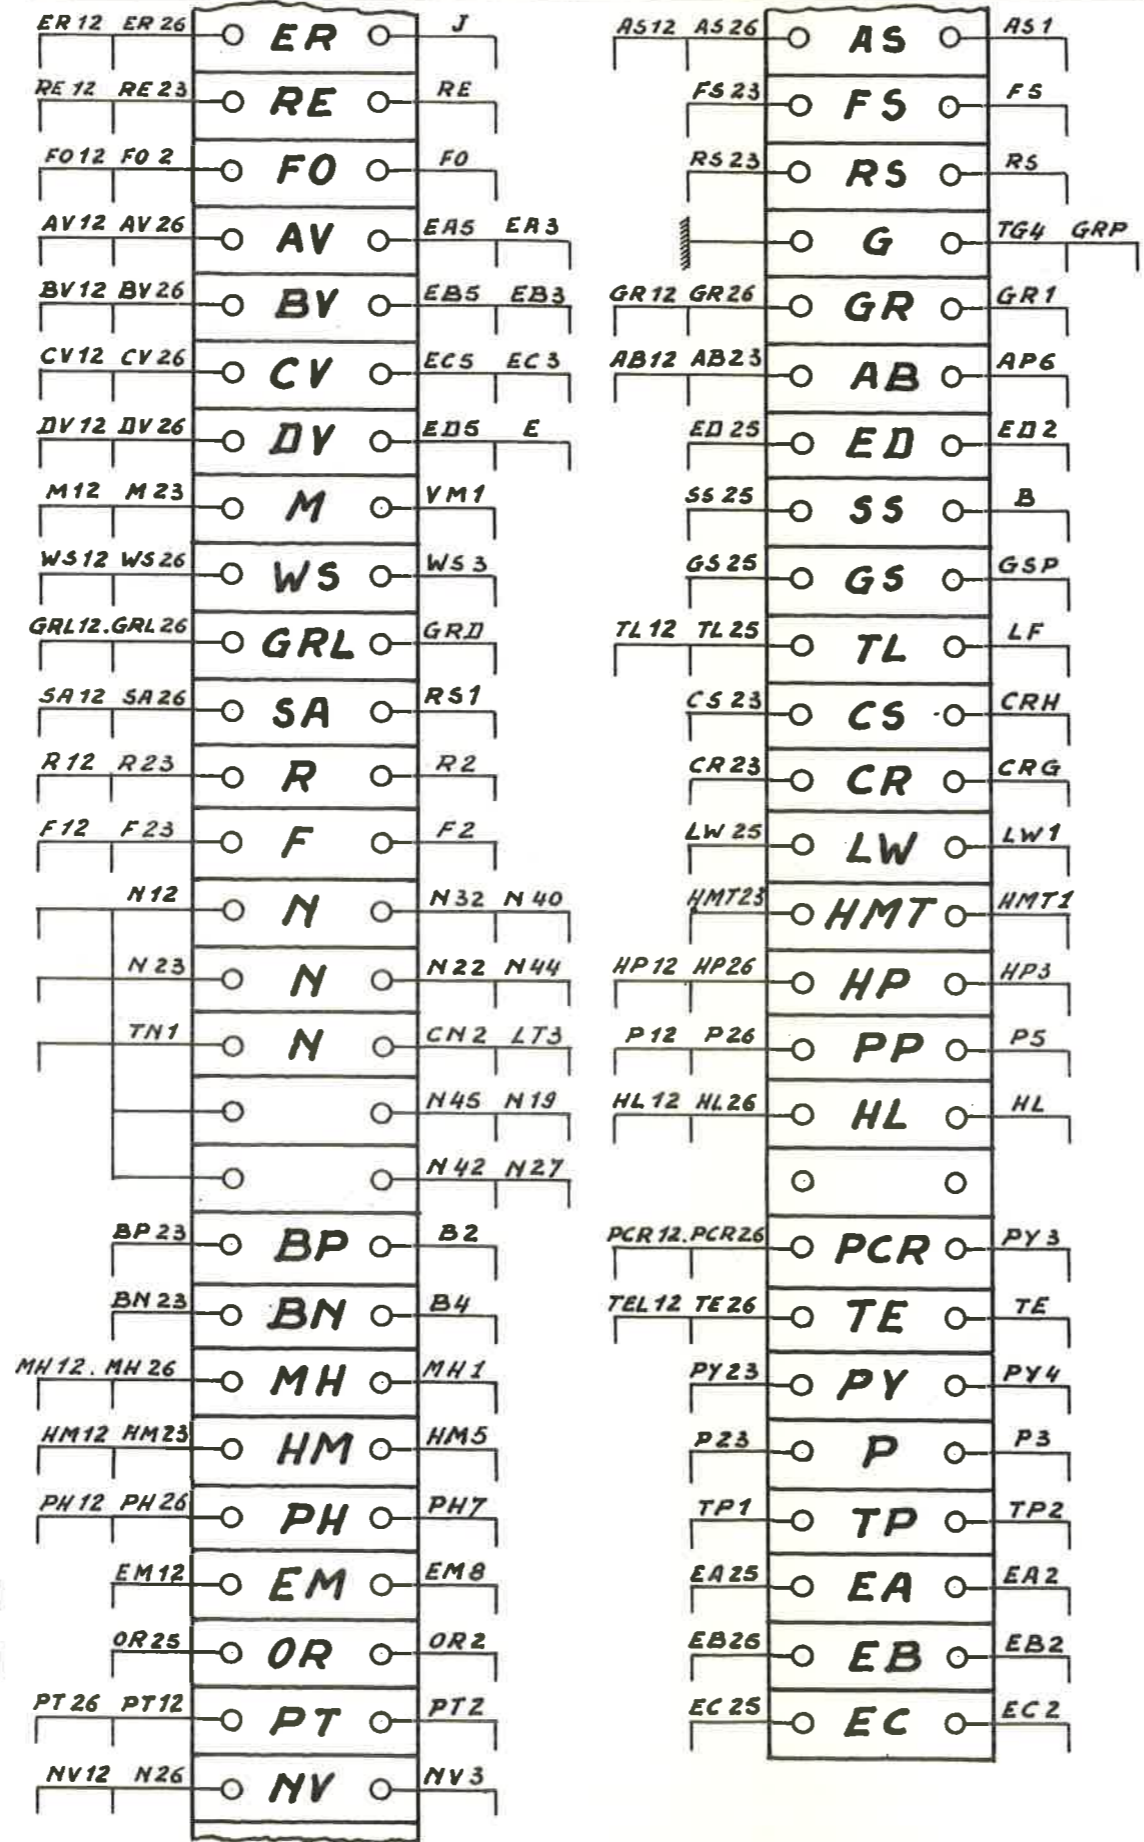 ER12 ER26 ER J
RE12 RE23 RE RE
FO12 FO2 FO FO
AV12 AV26 AV EA5 EA3
BV12 BV26 BV EB5 EB3
CV12 CV26 CV EC5 EC3
DV12 DV26 DV ED5 E
M12 M23 M VM1
WS12 WS26 WS WS3
GRL12.GRL26 GRL GRD
SA12 SA26 SA RS1
R12 R23 R R2
F12 F23 F F2
N12 N N32 N40
N23 N N22 N44
TN1 N CN2 LT3
N45 N19
N42 N27
BP23 BP B2
BN23 BN B4
MH12.MH26 MH MH1
HM12 HM23 HM HM5
PH12 PH26 PH PH7
EM12 EM EM8
OR25 OR OR2
PT26 PT12 PT PT2
NV12 N26 NV NV3
AS12 AS26 AS AS1
FS23 FS FS
RS23 RS RS
G TG4 GRP
GR12 GR26 GR GR1
AB12 AB23 AB AP6
ED25 ED ED2
SS25 SS B
GS25 GS GSP
TL12 TL25 TL LF
CS23 CS CRH
CR23 CR CRG
LW25 LW LW1
HMT23 HMT HMT1
HP12 HP26 HP HP3
P12 P26 PP P5
HL12 HL26 HL HL
PCR12.PCR26 PCR PY3
TEL12 TE26 TE TE
PY23 PY PY4
P23 P P3
TP1 TP TP2
EA25 EA EA2
EB26 EB EB2
EC25 EC EC2